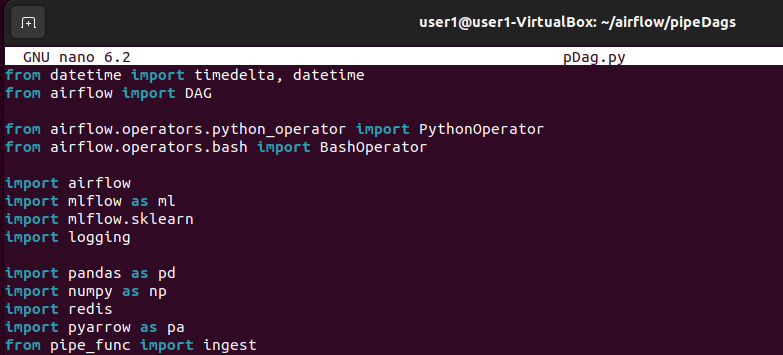 user1@user1-VirtualBox: ~/airflow/pipeDags
GNU nano 6.2 pDag.py
from datetime import timedelta, datetime
from airflow import DAG
from airflow.operators.python_operator import PythonOperator
from airflow.operators.bash import BashOperator
import airflow
import mlflow as ml
import mlflow.sklearn
import logging
import pandas as pd
import numpy as np
import redis
import pyarrow as pa
from pipe_func import ingest